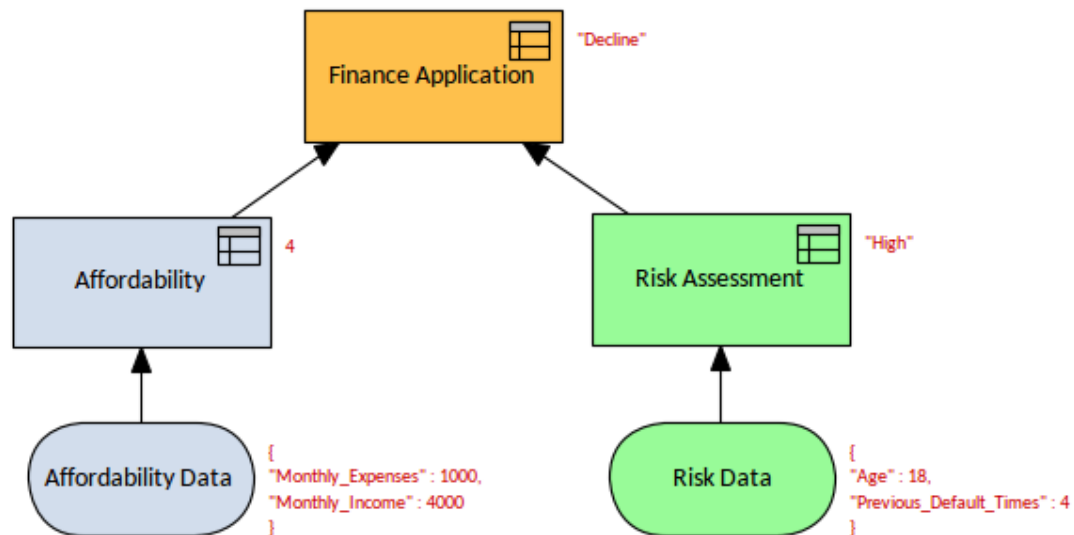 "Decline"
Finance Application
4
"High"
Affordability
Risk Assessment
Affordability Data
{
"Monthly_Expenses" : 1000,
"Monthly_Income" : 4000
}
Risk Data
{
"Age" : 18,
"Previous_Default_Times" : 4
}